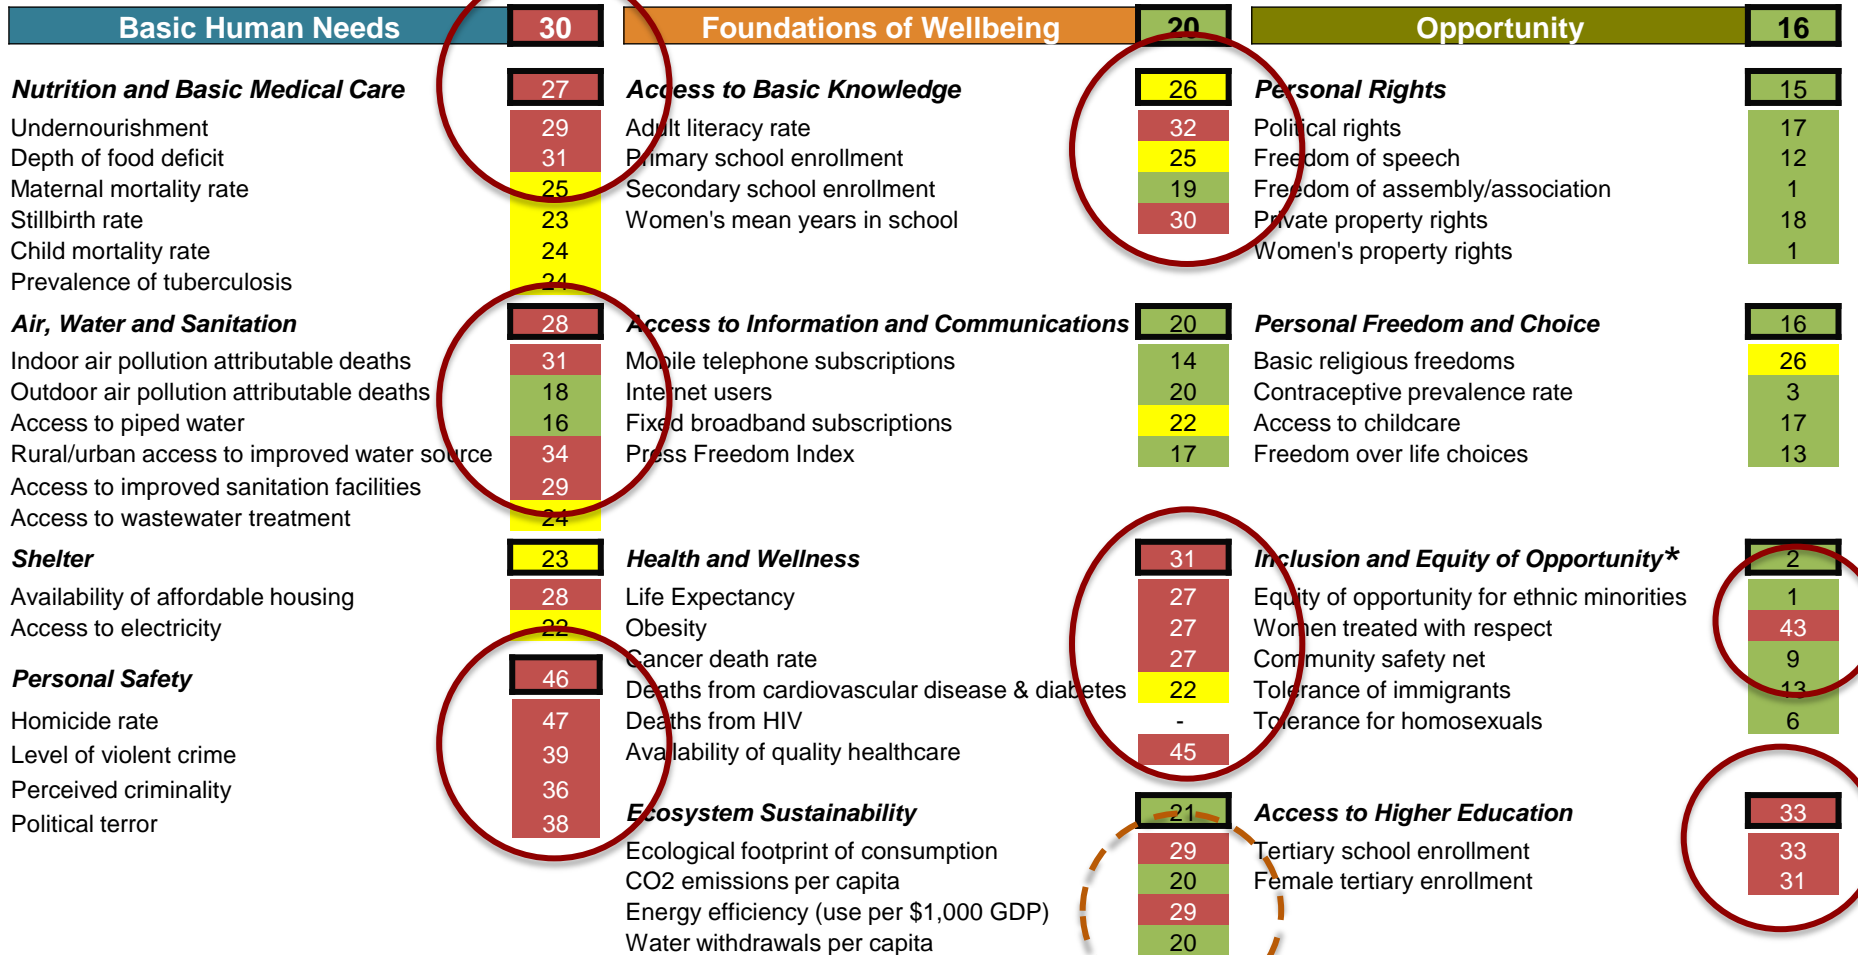 Basic Human Needs 30
Nutrition and Basic Medical Care 27
Undernourishment 29
Depth of food deficit 31
Maternal mortality rate 25
Stillbirth rate 23
Child mortality rate 24
Prevalence of tuberculosis 24
Air, Water and Sanitation 28
Indoor air pollution attributable deaths 31
Outdoor air pollution attributable deaths 18
Access to piped water 16
Rural/urban access to improved water source 34
Access to improved sanitation facilities 29
Access to wastewater treatment 24
Shelter 23
Availability of affordable housing 28
Access to electricity 22
Personal Safety 46
Homicide rate 47
Level of violent crime 39
Perceived criminality 36
Political terror 38
Foundations of Wellbeing 20
Access to Basic Knowledge 26
Adult literacy rate 32
Primary school enrollment 25
Secondary school enrollment 19
Women's mean years in school 30
Access to Information and Communications 20
Mobile telephone subscriptions 14
Internet users 20
Fixed broadband subscriptions 22
Press Freedom Index 17
Health and Wellness 31
Life Expectancy 27
Obesity 27
Cancer death rate 27
Deaths from cardiovascular disease & diabetes 22
Deaths from HIV -
Availability of quality healthcare 45
Ecosystem Sustainability 21
Ecological footprint of consumption 29
CO2 emissions per capita 20
Energy efficiency (use per $1,000 GDP) 29
Water withdrawals per capita 20
Opportunity 16
Personal Rights 15
Political rights 17
Freedom of speech 12
Freedom of assembly/association 1
Private property rights 18
Women's property rights 1
Personal Freedom and Choice 16
Basic religious freedoms 26
Contraceptive prevalence rate 3
Access to childcare 17
Freedom over life choices 13
Inclusion and Equity of Opportunity* 2
Equity of opportunity for ethnic minorities 1
Women treated with respect 43
Community safety net 9
Tolerance of immigrants 13
Tolerance for homosexuals 6
Access to Higher Education 33
Tertiary school enrollment 33
Female tertiary enrollment 31